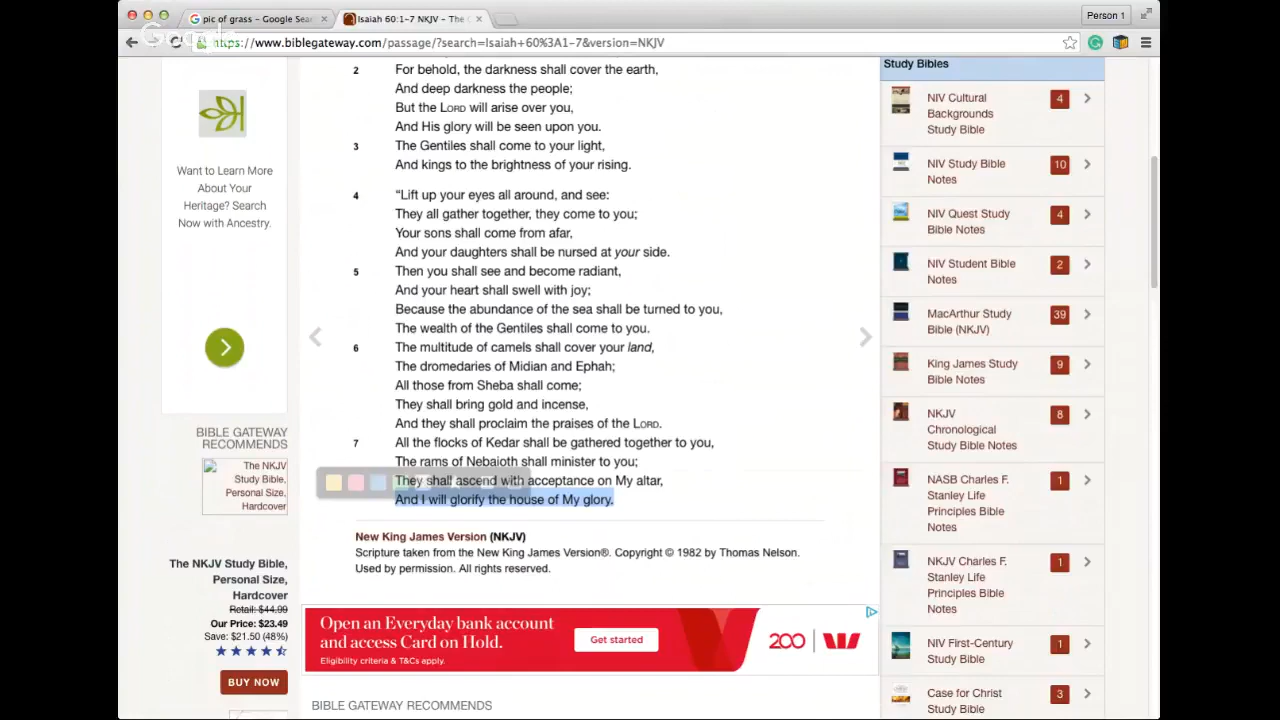 pic of grass - Google Sea
Isaiah 60:1-7 NKJV - The
Person 1
Google
https://www.biblegateway.com/passage/?search=Isaiah+60%3A1-7&version=NKJV
Want to Learn More
About Your
Heritage? Search
Now with Ancestry.
BIBLE GATEWAY
RECOMMENDS
The NKJV
Study Bible,
Personal Size,
Hardcover
The NKJV Study Bible,
Personal Size,
Hardcover
Retail: $44.99
Our Price: $23.49
Save: $21.50 (48%)
BUY NOW
2 For behold, the darkness shall cover the earth,
And deep darkness the people;
But the LORD will arise over you,
And His glory will be seen upon you.
3 The Gentiles shall come to your light,
And kings to the brightness of your rising.
4 “Lift up your eyes all around, and see:
They all gather together, they come to you;
Your sons shall come from afar,
And your daughters shall be nursed at your side.
5 Then you shall see and become radiant,
And your heart shall swell with joy;
Because the abundance of the sea shall be turned to you,
The wealth of the Gentiles shall come to you.
6 The multitude of camels shall cover your land,
The dromedaries of Midian and Ephah;
All those from Sheba shall come;
They shall bring gold and incense,
And they shall proclaim the praises of the LORD.
7 All the flocks of Kedar shall be gathered together to you,
The rams of Nebaioth shall minister to you;
They shall ascend with acceptance on My altar,
And I will glorify the house of My glory.
New King James Version (NKJV)
Scripture taken from the New King James Version®. Copyright © 1982 by Thomas Nelson.
Used by permission. All rights reserved.
Open an Everyday bank account
and access Card on Hold.
Eligibility criteria & T&Cs apply.
Get started
200
BIBLE GATEWAY RECOMMENDS
Study Bibles
NIV Cultural
Backgrounds
Study Bible
4
NIV Study Bible
Notes
10
NIV Quest Study
Bible Notes
4
NIV Student Bible
Notes
2
MacArthur Study
Bible (NKJV)
39
King James Study
Bible Notes
9
NKJV
Chronological
Study Bible Notes
8
NASB Charles F.
Stanley Life
Principles Bible
Notes
1
NKJV Charles F.
Stanley Life
Principles Bible
Notes
1
NIV First-Century
Study Bible
1
Case for Christ
Study Bible
3